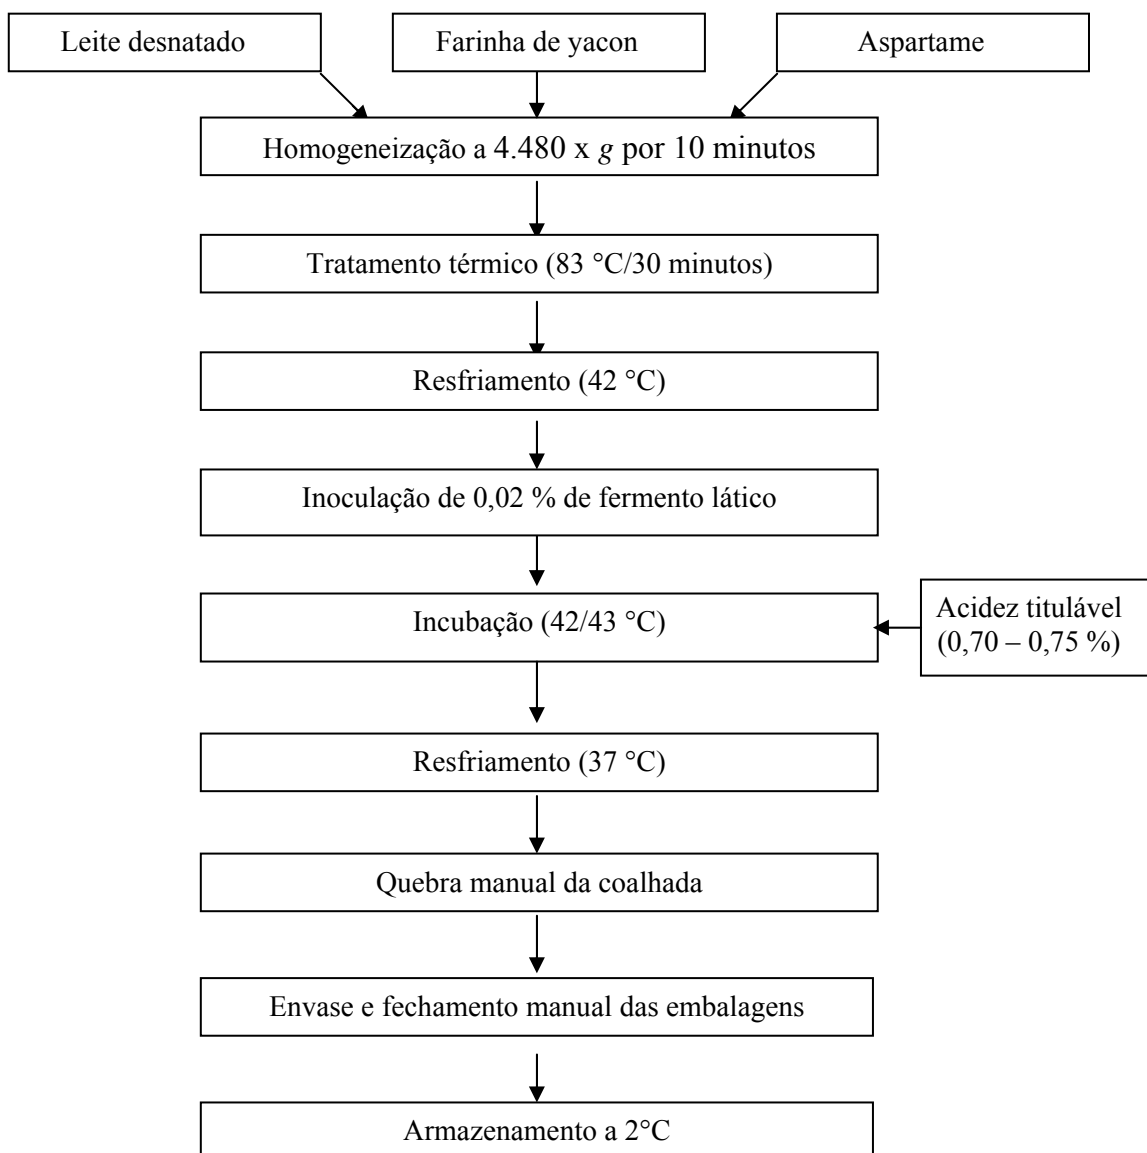 Leite desnatado
Farinha de yacon
Aspartame
Homogeneização a 4.480 x g por 10 minutos
Tratamento térmico (83 °C/30 minutos)
Resfriamento (42 °C)
Inoculação de 0,02 % de fermento lático
Incubação (42/43 °C)
Acidez titulável
(0,70 – 0,75 %)
Resfriamento (37 °C)
Quebra manual da coalhada
Envase e fechamento manual das embalagens
Armazenamento a 2°C